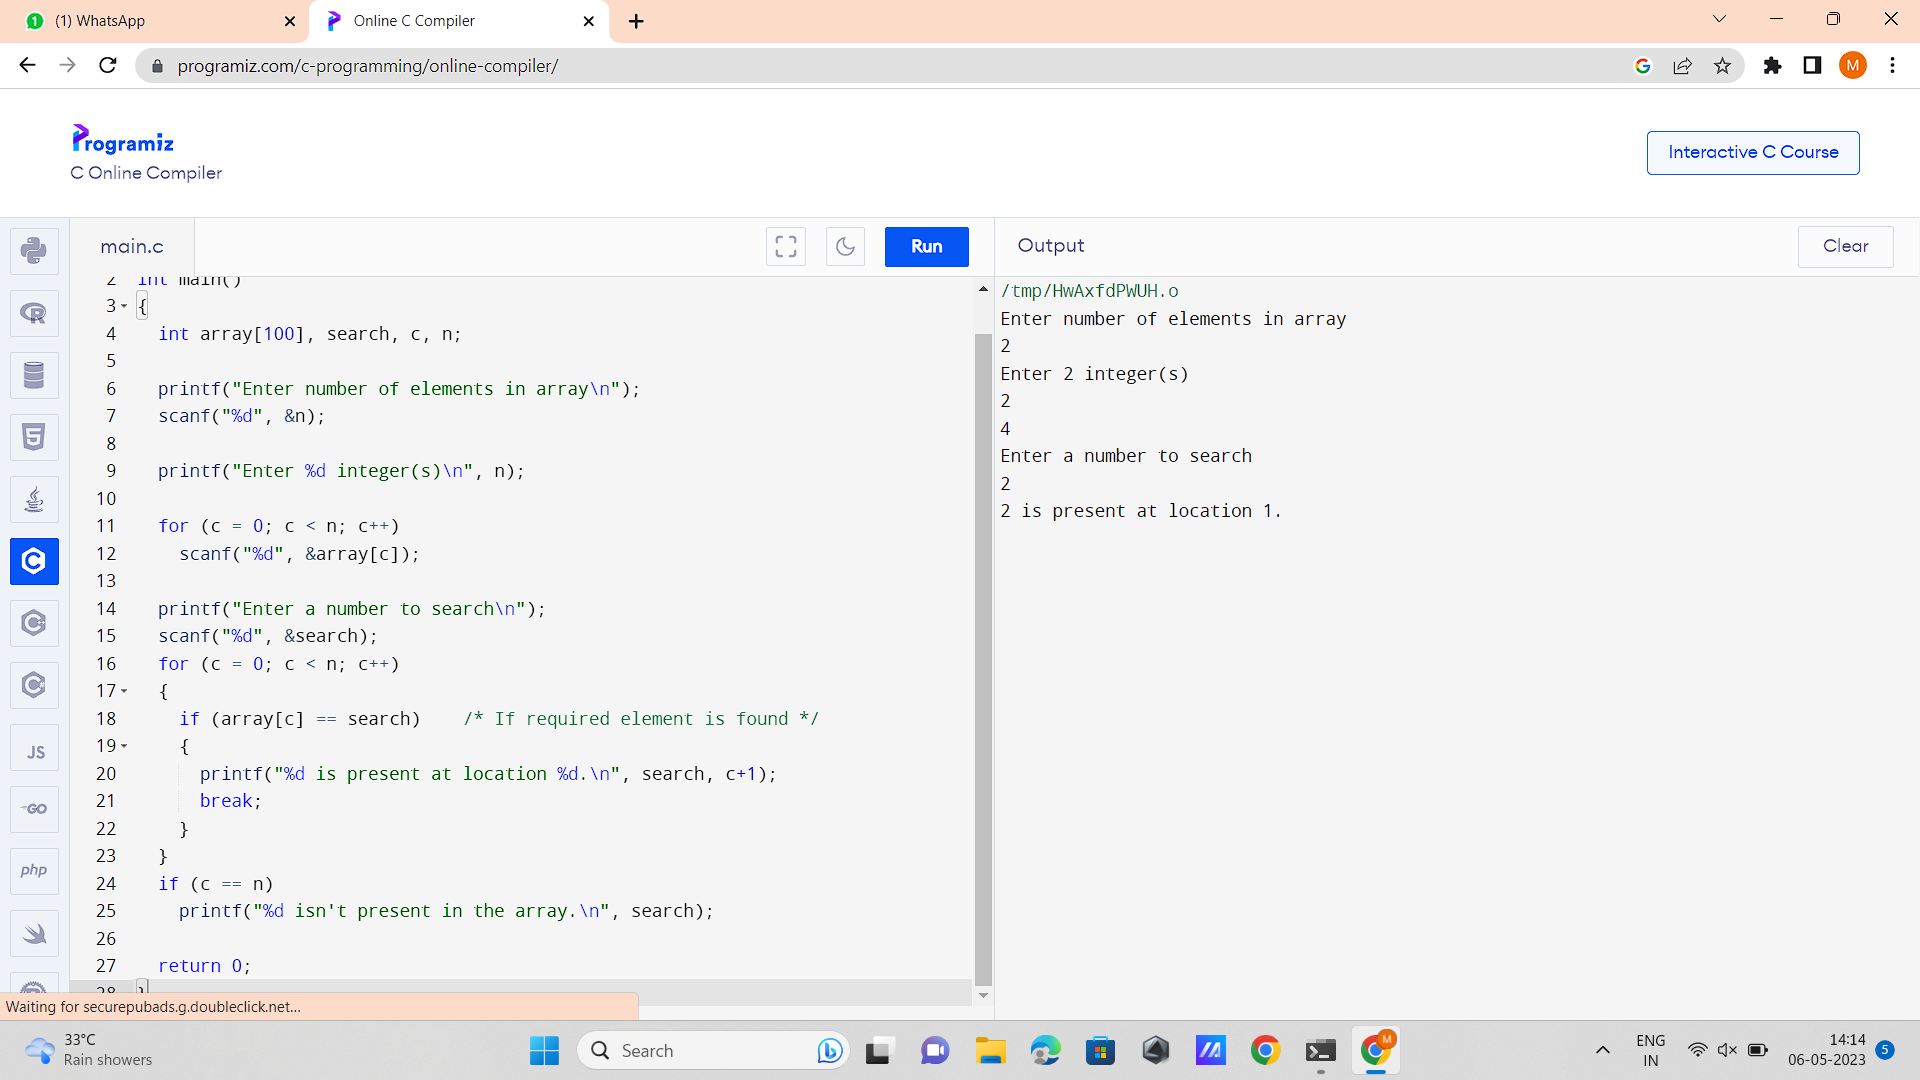 (1) WhatsApp
Online C Compiler
programiz.com/c-programming/online-compiler/
M
Programiz
C Online Compiler
Interactive C Course
main.c
Run
Output
Clear
2 int main()
3 {
4 int array[100], search, c, n;
5
6 printf("Enter number of elements in array\n");
7 scanf("%d", &n);
8
9 printf("Enter %d integer(s)\n", n);
10
11 for (c = 0; c < n; c++)
12 scanf("%d", &array[c]);
13
14 printf("Enter a number to search\n");
15 scanf("%d", &search);
16 for (c = 0; c < n; c++)
17 {
18 if (array[c] == search) /* If required element is found */
19 {
20 printf("%d is present at location %d.\n", search, c+1);
21 break;
22 }
23 }
24 if (c == n)
25 printf("%d isn't present in the array.\n", search);
26
27 return 0;
28 }
/tmp/HwAxfdPWUH.o
Enter number of elements in array
2
Enter 2 integer(s)
2
4
Enter a number to search
2
2 is present at location 1.
JS
GO
php
Waiting for securepubads.g.doubleclick.net...
33°C
Rain showers
Search
M
ENG
IN
14:14
06-05-2023
5